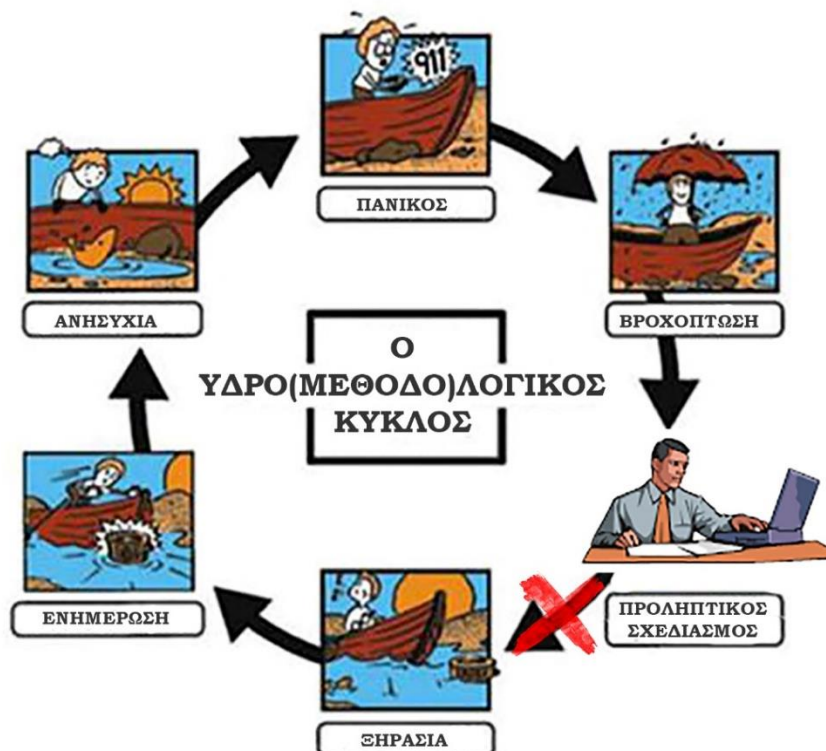 911
ΠΑΝΙΚΟΣ
ΒΡΟΧΟΠΤΩΣΗ
ΑΝΗΣΥΧΙΑ
Ο
ΥΔΡΟ(ΜΕΘΟΔΟ)ΛΟΓΙΚΟΣ
ΚΥΚΛΟΣ
ΠΡΟΛΗΠΤΙΚΟΣ
ΣΧΕΔΙΑΣΜΟΣ
ΞΗΡΑΣΙΑ
ΕΝΗΜΕΡΩΣΗ